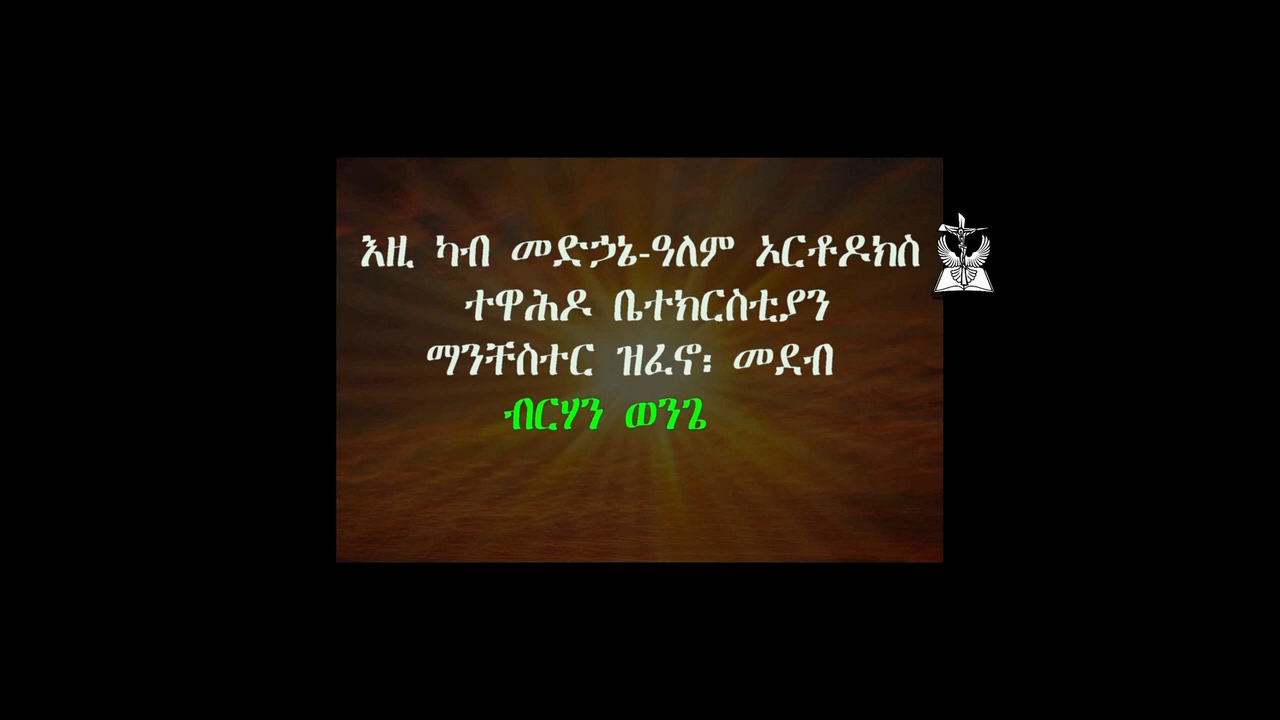 እዚ ካብ መድኃኔ-ዓለም ኦርቶዶክስ
ተዋሕዶ ቤተክርስቲያን
ማንቸስተር ዝፈኖ፡ መደብ
ብርሃን ወንጌ